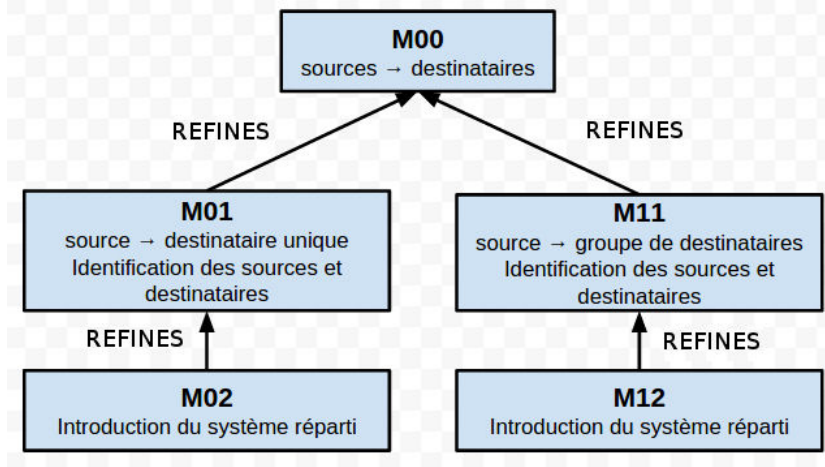 M00
sources → destinataires
REFINES
REFINES
M01
source → destinataire unique
Identification des sources et
destinataires
M11
source → groupe de destinataires
Identification des sources et
destinataires
REFINES
REFINES
M02
Introduction du système réparti
M12
Introduction du système réparti